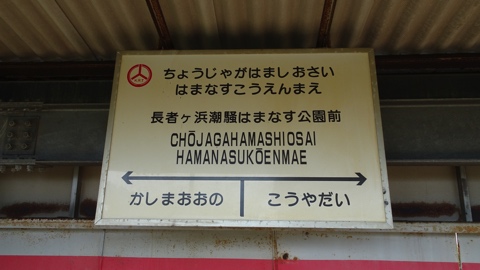 ちょうじゃがはましおさい
はまなすこうえんまえ
長者ヶ浜潮騒はまなす公園前
CHŌJAGAHAMASHIOSAI
HAMANASUKŌENMAE
かしまおおの
こうやだい